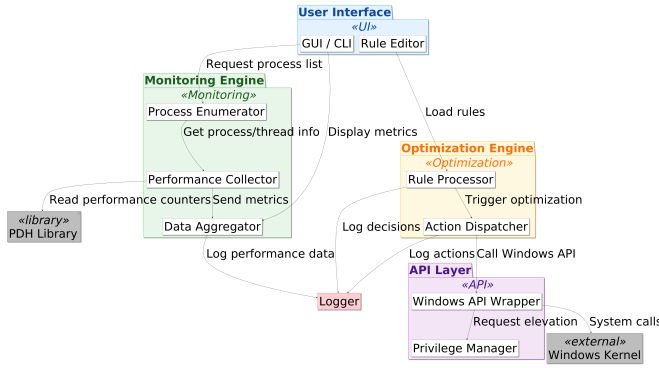 User Interface
«UI»
GUI / CLI
Rule Editor
Request process list
Monitoring Engine
«Monitoring»
Process Enumerator
Load rules
Get process/thread info
Display metrics
Optimization Engine
«Optimization»
Performance Collector
Rule Processor
Read performance counters
Send metrics
Trigger optimization
«library»
PDH Library
Data Aggregator
Log decisions
Action Dispatcher
Log performance data
Log actions
Call Windows API
API Layer
«API»
Logger
Windows API Wrapper
Request elevation
System calls
Privilege Manager
«external»
Windows Kernel